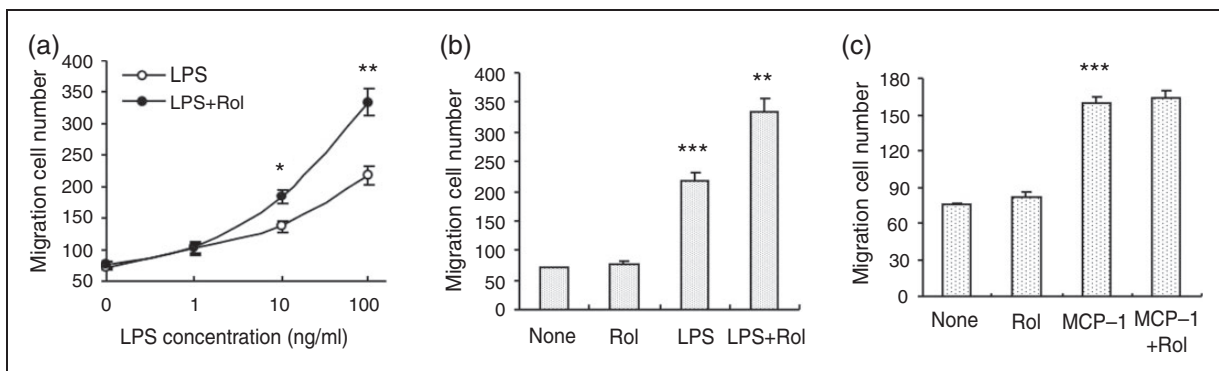 (a)
Migration cell number
400
350
300
250
200
150
100
50
LPS
LPS+Rol
*
**
0 1 10 100
LPS concentration (ng/ml)
(b)
Migration cell number
400
350
300
250
200
150
100
50
0
***
**
None Rol LPS LPS+Rol
(c)
Migration cell number
180
150
120
90
60
30
0
***
None Rol MCP–1 MCP–1
+Rol